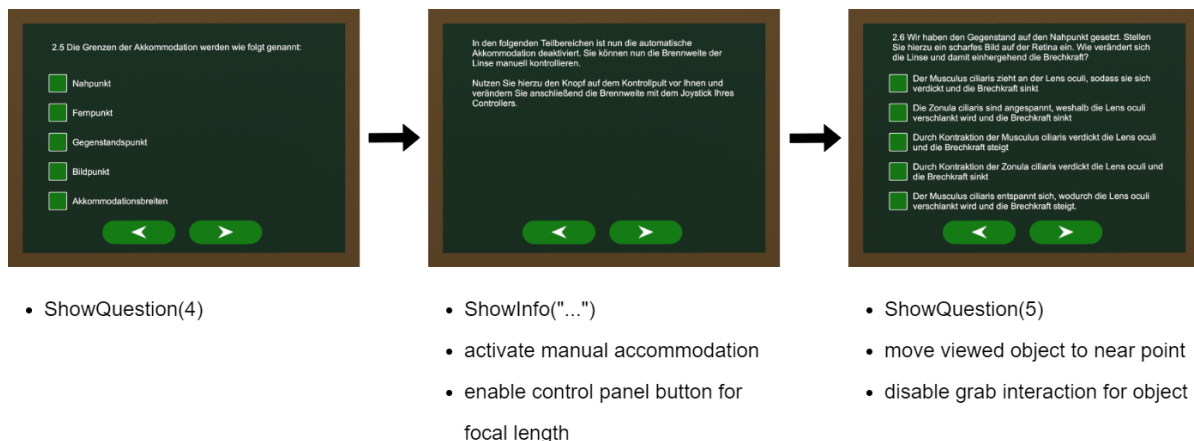 2.5 Die Grenzen der Akkommodation werden wie folgt genannt:
Nahpunkt
Fernpunkt
Gegenstandspunkt
Bildpunkt
Akkommodationsbreiten
In den folgenden Teilbereichen ist nun die automatische
Akkommodation deaktiviert. Sie können nun die Brennweite der
Linse manuell kontrollieren.
Nutzen Sie hierzu den Knopf auf dem Kontrollpult vor Ihnen und
verändern Sie anschließend die Brennweite mit dem Joystick Ihres
Controllers.
2.6 Wir haben den Gegenstand auf den Nahpunkt gesetzt. Stellen
Sie hierzu ein scharfes Bild auf der Retina ein. Wie verändert sich
die Linse und damit einhergehend die Brechkraft?
Der Musculus ciliaris zieht an der Lens oculi, sodass sie sich
verdickt und die Brechkraft sinkt
Die Zonula ciliaris sind angespannt, weshalb die Lens oculi
verschlankt wird und die Brechkraft sinkt
Durch Kontraktion der Musculus ciliaris verdickt die Lens oculi
und die Brechkraft steigt
Durch Kontraktion der Zonula ciliaris verdickt die Lens oculi und
die Brechkraft sinkt
Der Musculus ciliaris entspannt sich, wodurch die Lens oculi
verschlankt wird und die Brechkraft steigt.
• ShowQuestion(4)
• ShowInfo("...")
• activate manual accommodation
• enable control panel button for
focal length
• ShowQuestion(5)
• move viewed object to near point
• disable grab interaction for object